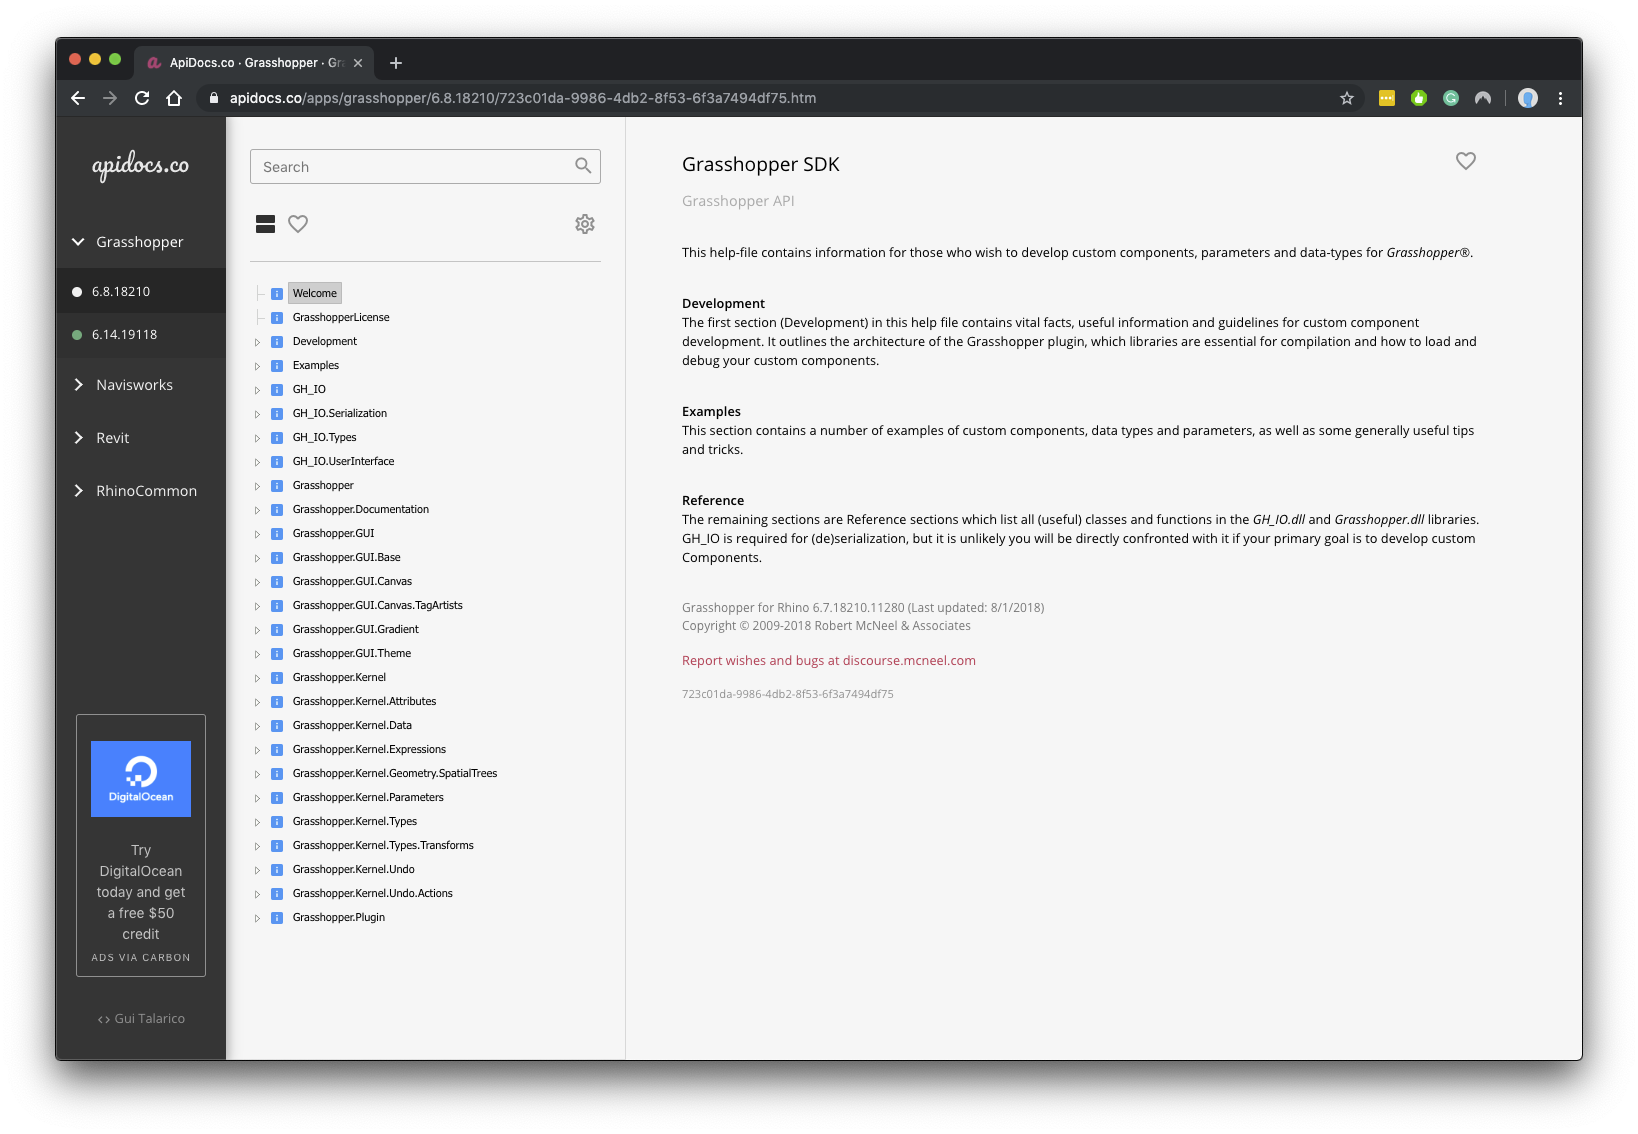 ApiDocs.co · Grasshopper · Gr
apidocs.co/apps/grasshopper/6.8.18210/723c01da-9986-4db2-8f53-6f3a7494df75.htm
apidocs.co
Grasshopper
6.8.18210
6.14.19118
Navisworks
Revit
RhinoCommon
DigitalOcean
Try
DigitalOcean
today and get
a free $50
credit
ADS VIA CARBON
<> Gui Talarico
Search
Welcome
GrasshopperLicense
Development
Examples
GH_IO
GH_IO.Serialization
GH_IO.Types
GH_IO.UserInterface
Grasshopper
Grasshopper.Documentation
Grasshopper.GUI
Grasshopper.GUI.Base
Grasshopper.GUI.Canvas
Grasshopper.GUI.Canvas.TagArtists
Grasshopper.GUI.Gradient
Grasshopper.GUI.Theme
Grasshopper.Kernel
Grasshopper.Kernel.Attributes
Grasshopper.Kernel.Data
Grasshopper.Kernel.Expressions
Grasshopper.Kernel.Geometry.SpatialTrees
Grasshopper.Kernel.Parameters
Grasshopper.Kernel.Types
Grasshopper.Kernel.Types.Transforms
Grasshopper.Kernel.Undo
Grasshopper.Kernel.Undo.Actions
Grasshopper.Plugin
Grasshopper SDK
Grasshopper API
This help-file contains information for those who wish to develop custom components, parameters and data-types for Grasshopper®.
Development
The first section (Development) in this help file contains vital facts, useful information and guidelines for custom component
development. It outlines the architecture of the Grasshopper plugin, which libraries are essential for compilation and how to load and
debug your custom components.
Examples
This section contains a number of examples of custom components, data types and parameters, as well as some generally useful tips
and tricks.
Reference
The remaining sections are Reference sections which list all (useful) classes and functions in the GH_IO.dll and Grasshopper.dll libraries.
GH_IO is required for (de)serialization, but it is unlikely you will be directly confronted with it if your primary goal is to develop custom
Components.
Grasshopper for Rhino 6.7.18210.11280 (Last updated: 8/1/2018)
Copyright © 2009-2018 Robert McNeel & Associates
Report wishes and bugs at discourse.mcneel.com
723c01da-9986-4db2-8f53-6f3a7494df75